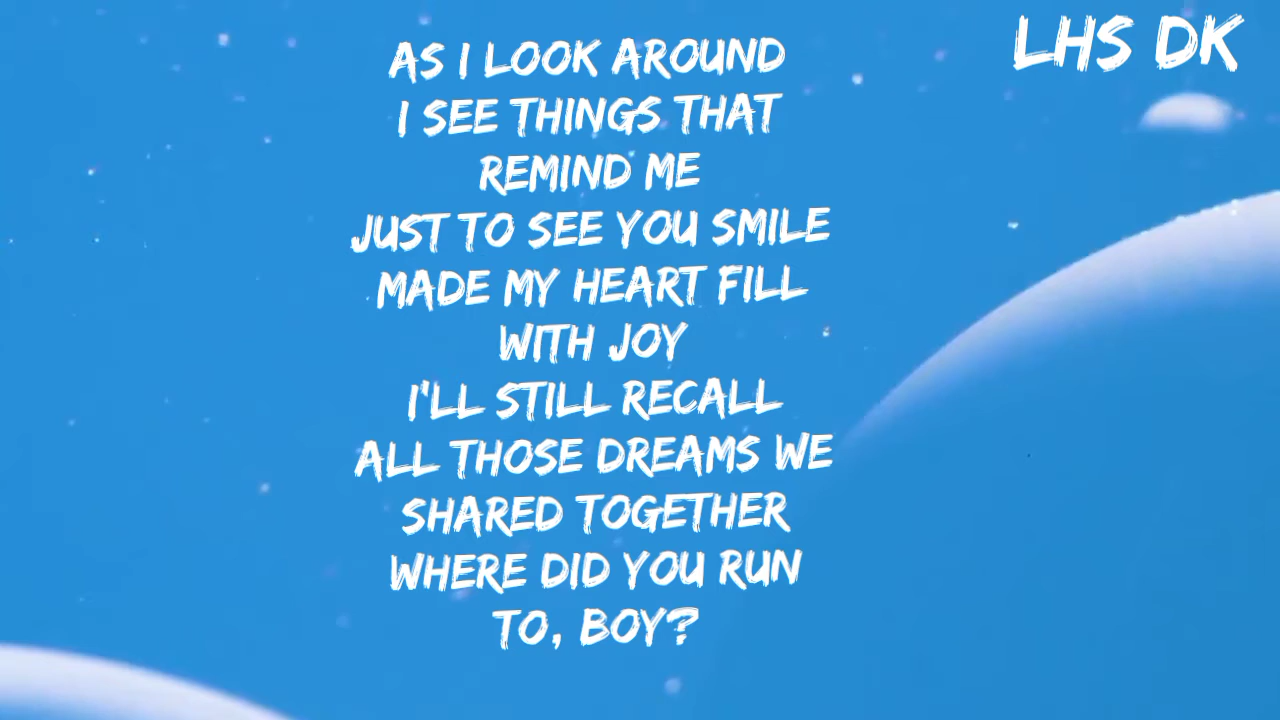 LHS DK
AS I LOOK AROUND
I SEE THINGS THAT
REMIND ME
JUST TO SEE YOU SMILE
MADE MY HEART FILL
WITH JOY
I'LL STILL RECALL
ALL THOSE DREAMS WE
SHARED TOGETHER
WHERE DID YOU RUN
TO, BOY?